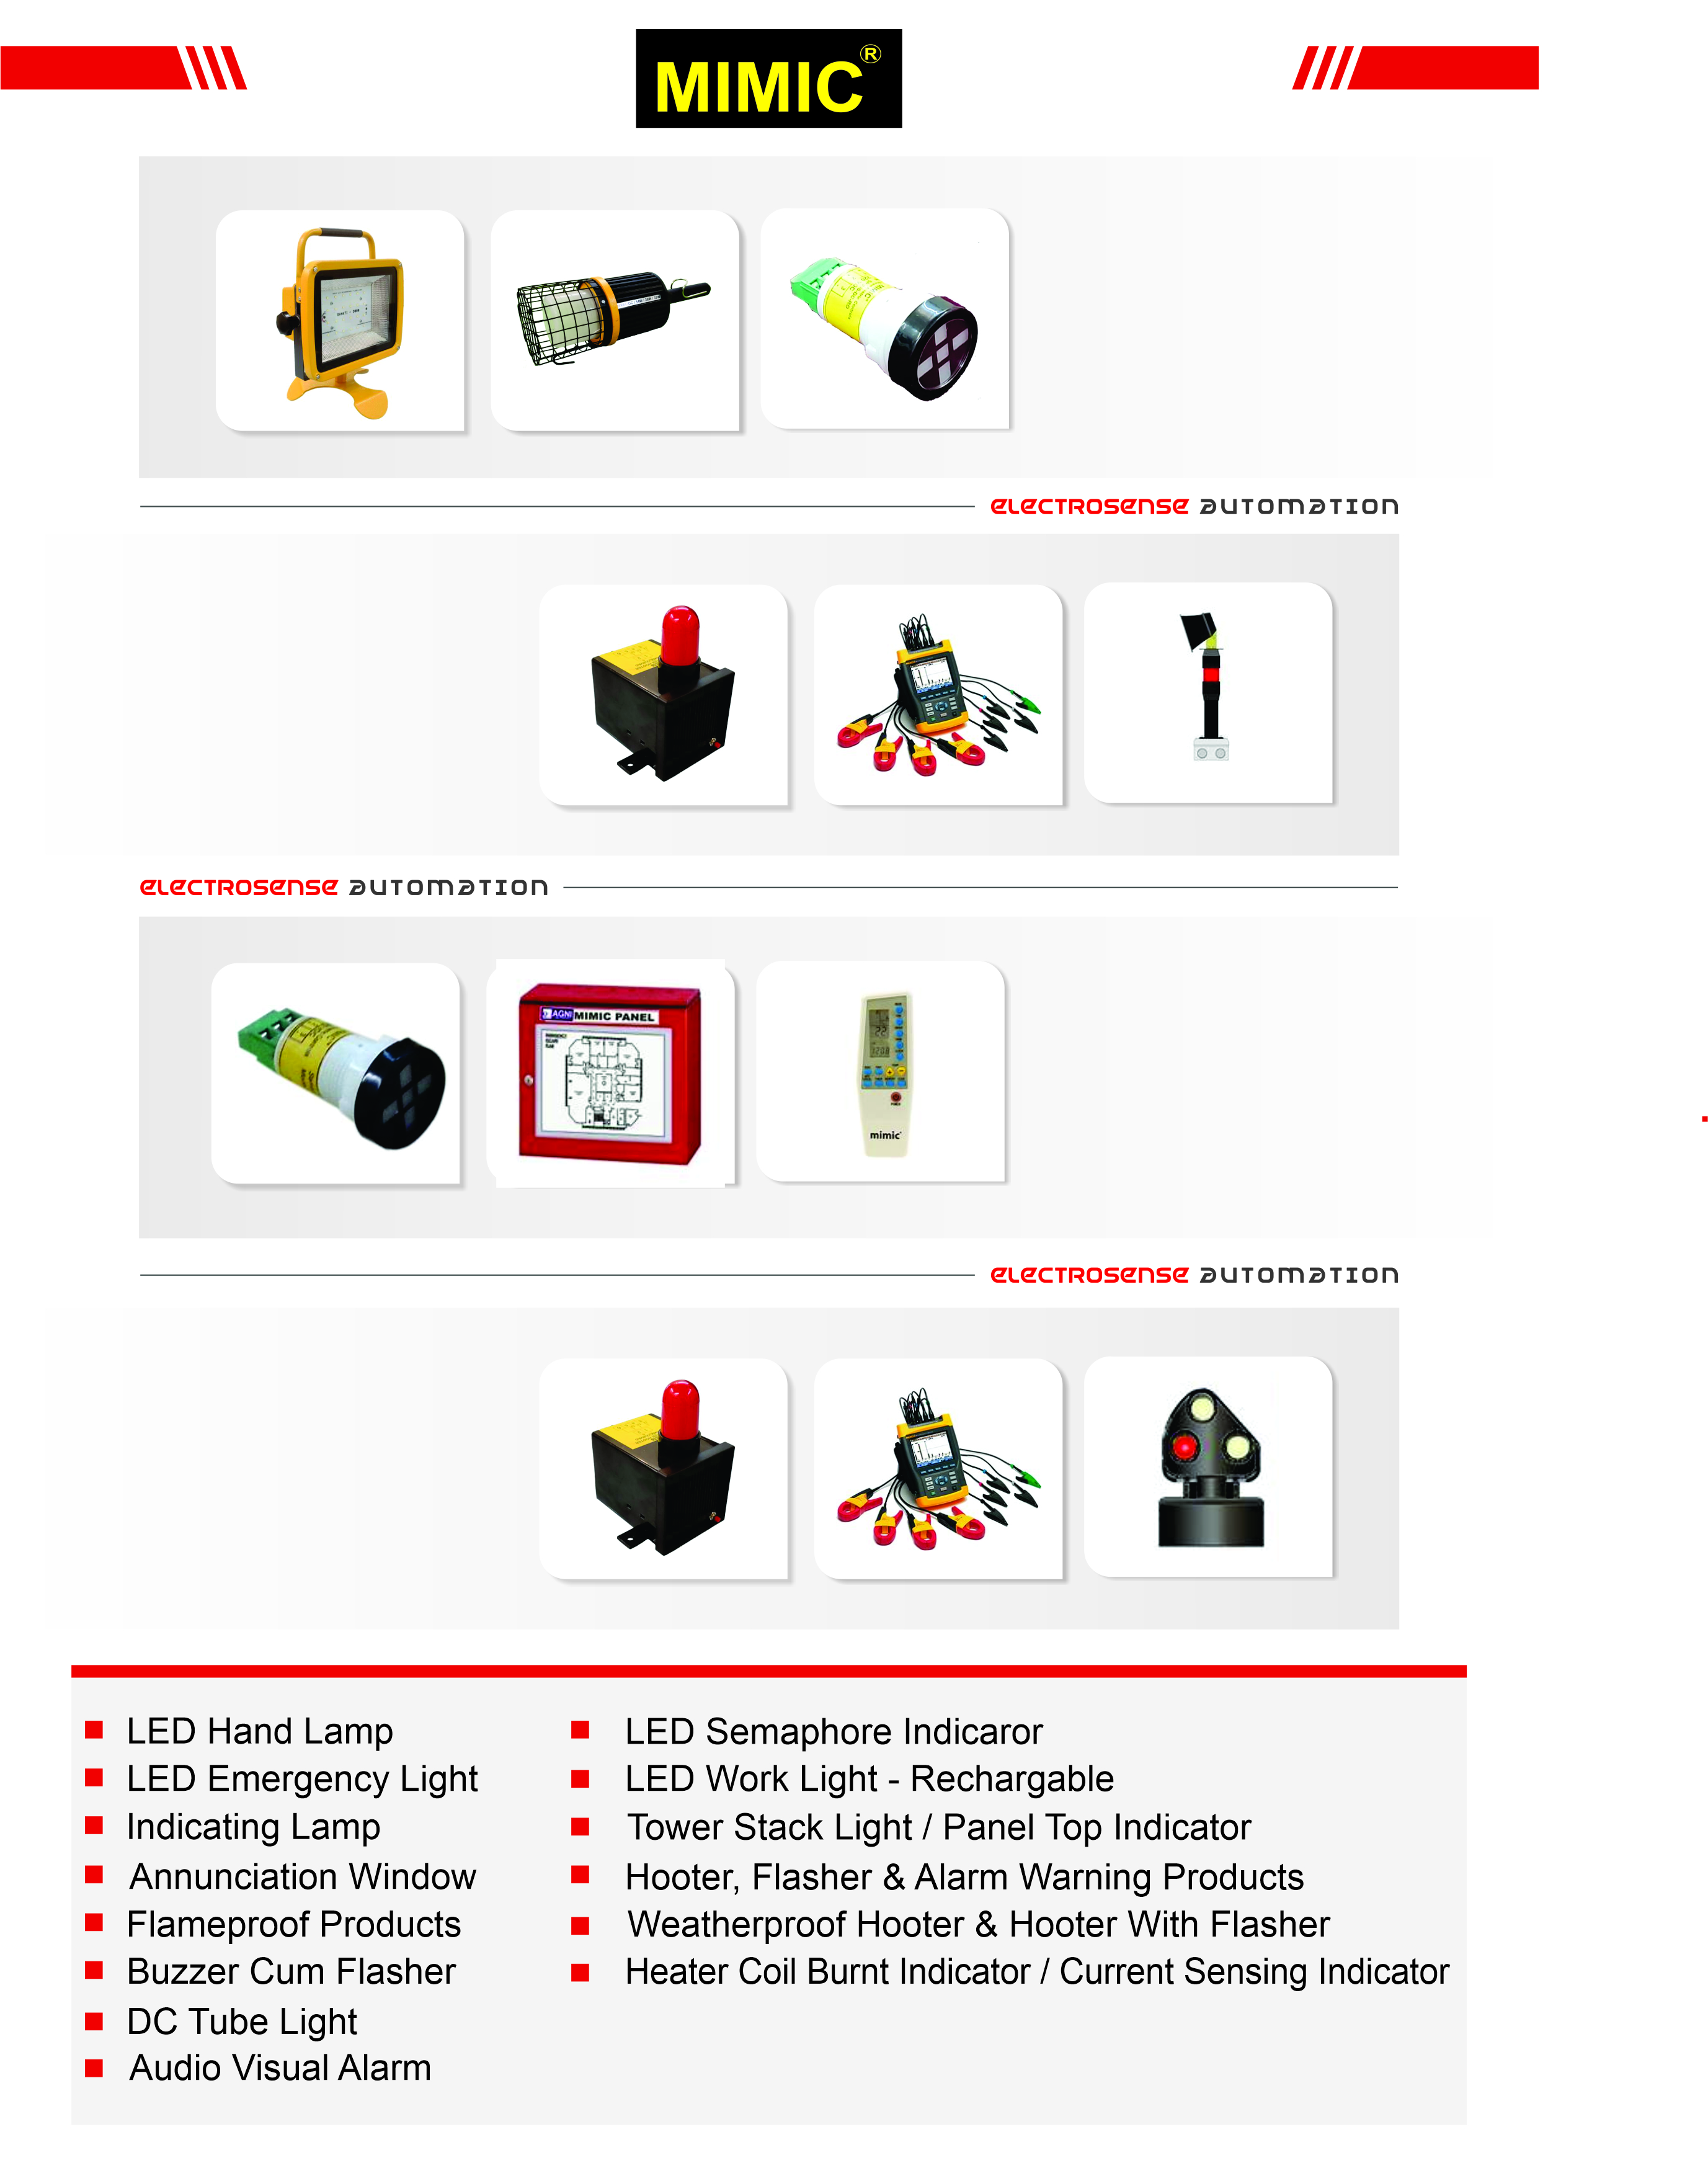 MIMIC®
ELECTROSENSE AUTOMATION
ELECTROSENSE AUTOMATION
AGNI MIMIC PANEL
mimic
ELECTROSENSE AUTOMATION
LED Hand Lamp
LED Emergency Light
Indicating Lamp
Annunciation Window
Flameproof Products
Buzzer Cum Flasher
DC Tube Light
Audio Visual Alarm
LED Semaphore Indicaror
LED Work Light - Rechargable
Tower Stack Light / Panel Top Indicator
Hooter, Flasher & Alarm Warning Products
Weatherproof Hooter & Hooter With Flasher
Heater Coil Burnt Indicator / Current Sensing Indicator